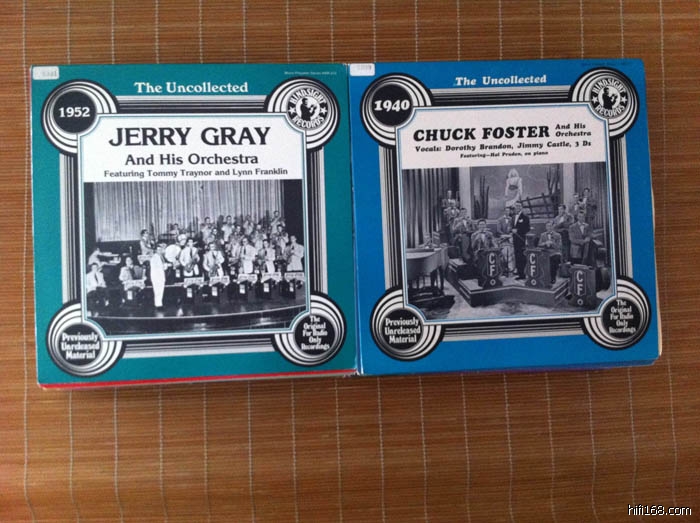 The Uncollected
1952
HINDSIGHT RECORDS
JERRY GRAY
And His Orchestra
Featuring Tommy Traynor and Lynn Franklin
Previously
Unreleased
Material
The
Original
For Radio
Only
Recordings
The Uncollected
1940
HINDSIGHT RECORDS
CHUCK FOSTER And His
Orchestra
Vocals: Dorothy Brandon, Jimmy Castle, 3 Ds
Featuring—Hal Pruden, on piano
CF
CF
CF
Previously
Unreleased
Material
The
Original
For Radio
Only
Recordings
hifi168.com